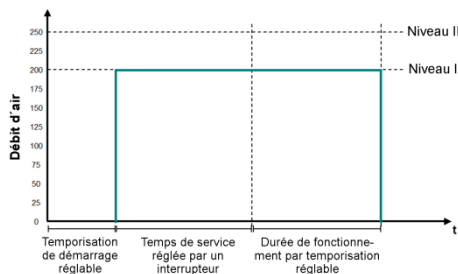 250
225
200
175
150
125
100
75
50
25
0
Débit d'air
Niveau II
Niveau I
t
Temporisation
de démarrage
réglable
Temps de service
réglée par un
interrupteur
Durée de fonctionne-
ment par temporisation
réglable